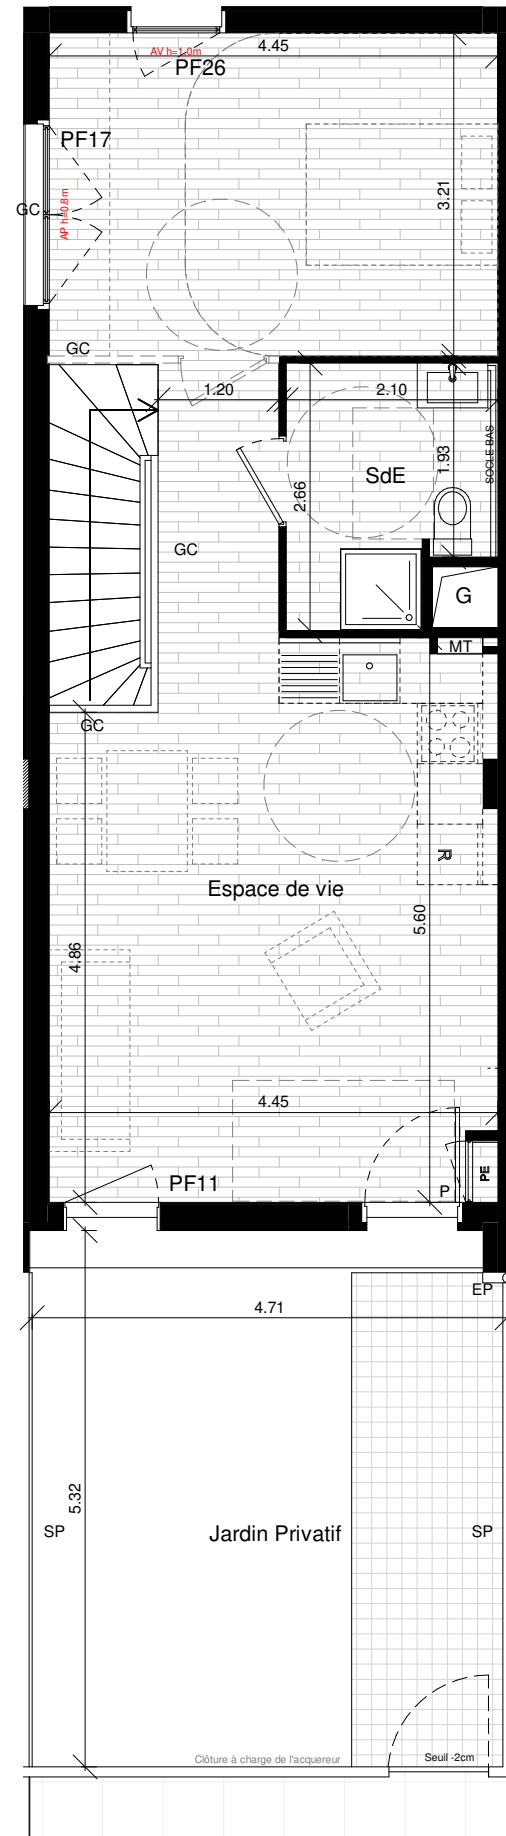 AV h=1.0m
4.45
PF26
PF17
GC
AP h=0.8m
3.21
GC
1.20
2.10
1.93
SOCLE BAS
SdE
2.66
GC
G
MT
GC
R
Espace de vie
5.60
4.86
4.45
PF11
P
PE
EP
4.71
5.32
SP
Jardin Privatif
SP
Clôture à charge de l'acquereur
Seuil -2cm